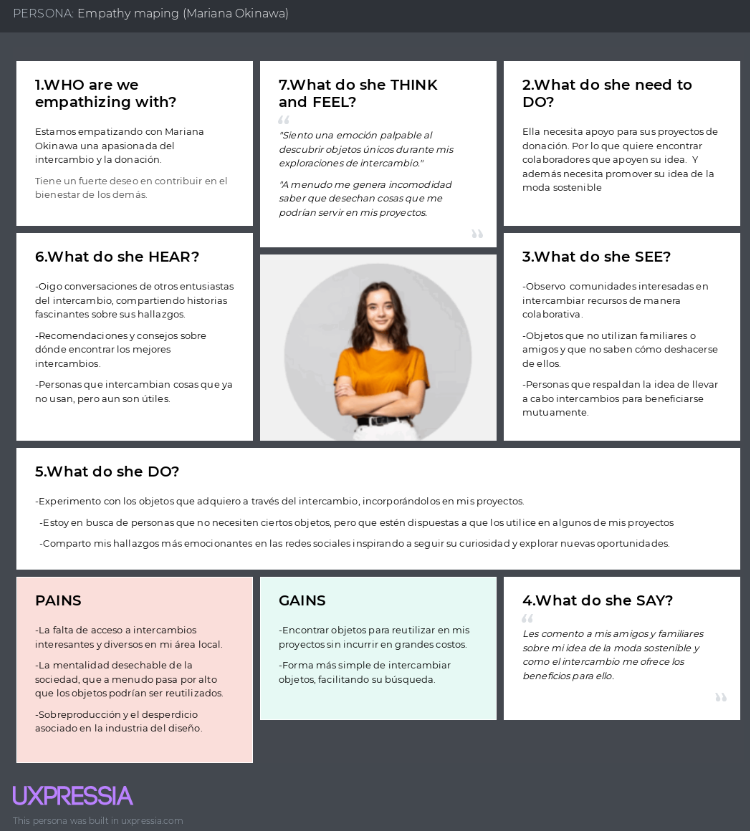 PERSONA: Empathy maping (Mariana Okinawa)
1.WHO are we
empathizing with?
Estamos empatizando con Mariana
Okinawa una apasionada del
intercambio y la donación.
Tiene un fuerte deseo en contribuir en el
bienestar de los demás.
7.What do she THINK
and FEEL?
“
"Siento una emoción palpable al
descubrir objetos únicos durante mis
exploraciones de intercambio."
"A menudo me genera incomodidad
saber que desechan cosas que me
podrían servir en mis proyectos.
”
2.What do she need to
DO?
Ella necesita apoyo para sus proyectos de
donación. Por lo que quiere encontrar
colaboradores que apoyen su idea. Y
además necesita promover su idea de la
moda sostenible
6.What do she HEAR?
-Oigo conversaciones de otros entusiastas
del intercambio, compartiendo historias
fascinantes sobre sus hallazgos.
-Recomendaciones y consejos sobre
dónde encontrar los mejores
intercambios.
-Personas que intercambian cosas que ya
no usan, pero aun son útiles.
3.What do she SEE?
-Observo comunidades interesadas en
intercambiar recursos de manera
colaborativa.
-Objetos que no utilizan familiares o
amigos y que no saben cómo deshacerse
de ellos.
-Personas que respaldan la idea de llevar
a cabo intercambios para beneficiarse
mutuamente.
5.What do she DO?
-Experimento con los objetos que adquiero a través del intercambio, incorporándolos en mis proyectos.
-Estoy en busca de personas que no necesiten ciertos objetos, pero que estén dispuestas a que los utilice en algunos de mis proyectos
-Comparto mis hallazgos más emocionantes en las redes sociales inspirando a seguir su curiosidad y explorar nuevas oportunidades.
PAINS
-La falta de acceso a intercambios
interesantes y diversos en mi área local.
-La mentalidad desechable de la
sociedad, que a menudo pasa por alto
que los objetos podrían ser reutilizados.
-Sobreproducción y el desperdicio
asociado en la industria del diseño.
GAINS
-Encontrar objetos para reutilizar en mis
proyectos sin incurrir en grandes costos.
-Forma más simple de intercambiar
objetos, facilitando su búsqueda.
4.What do she SAY?
“
Les comento a mis amigos y familiares
sobre mi idea de la moda sostenible y
como el intercambio me ofrece los
beneficios para ello.
”
UXPRESSIA
This persona was built in uxpressia.com